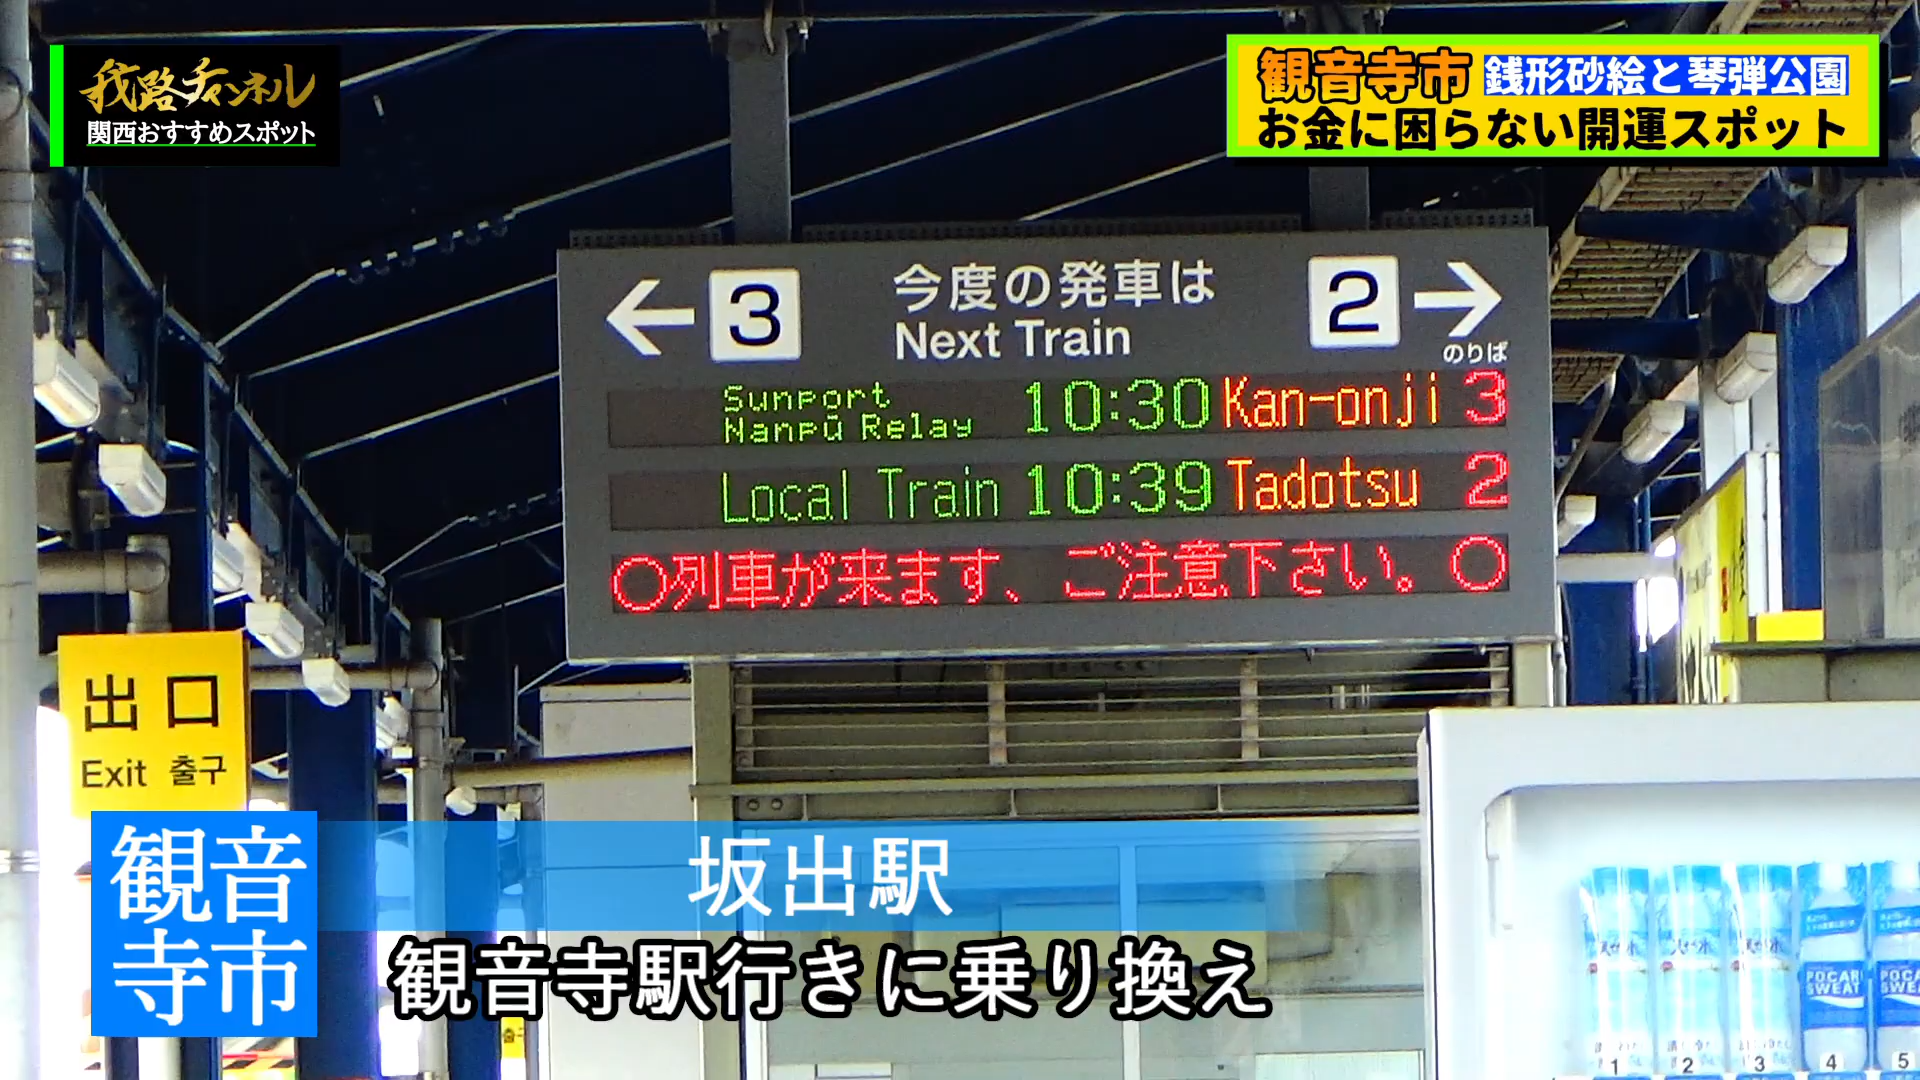 我路チャンネル
関西おすすめスポット
観音寺市 銭形砂絵と琴弾公園
お金に困らない開運スポット
← 3 今度の発車は 2 →
Next Train
のりば
Sunport
Nanpū Relay 10:30 Kan-onji 3
Local Train 10:39 Tadotsu 2
○列車が来ます、ご注意下さい。○
出口
Exit 출구
観音
寺市
坂出駅
観音寺駅行きに乗り換え
POCARI
SWEAT
POCARI
SWEAT
1 2 3 4 5